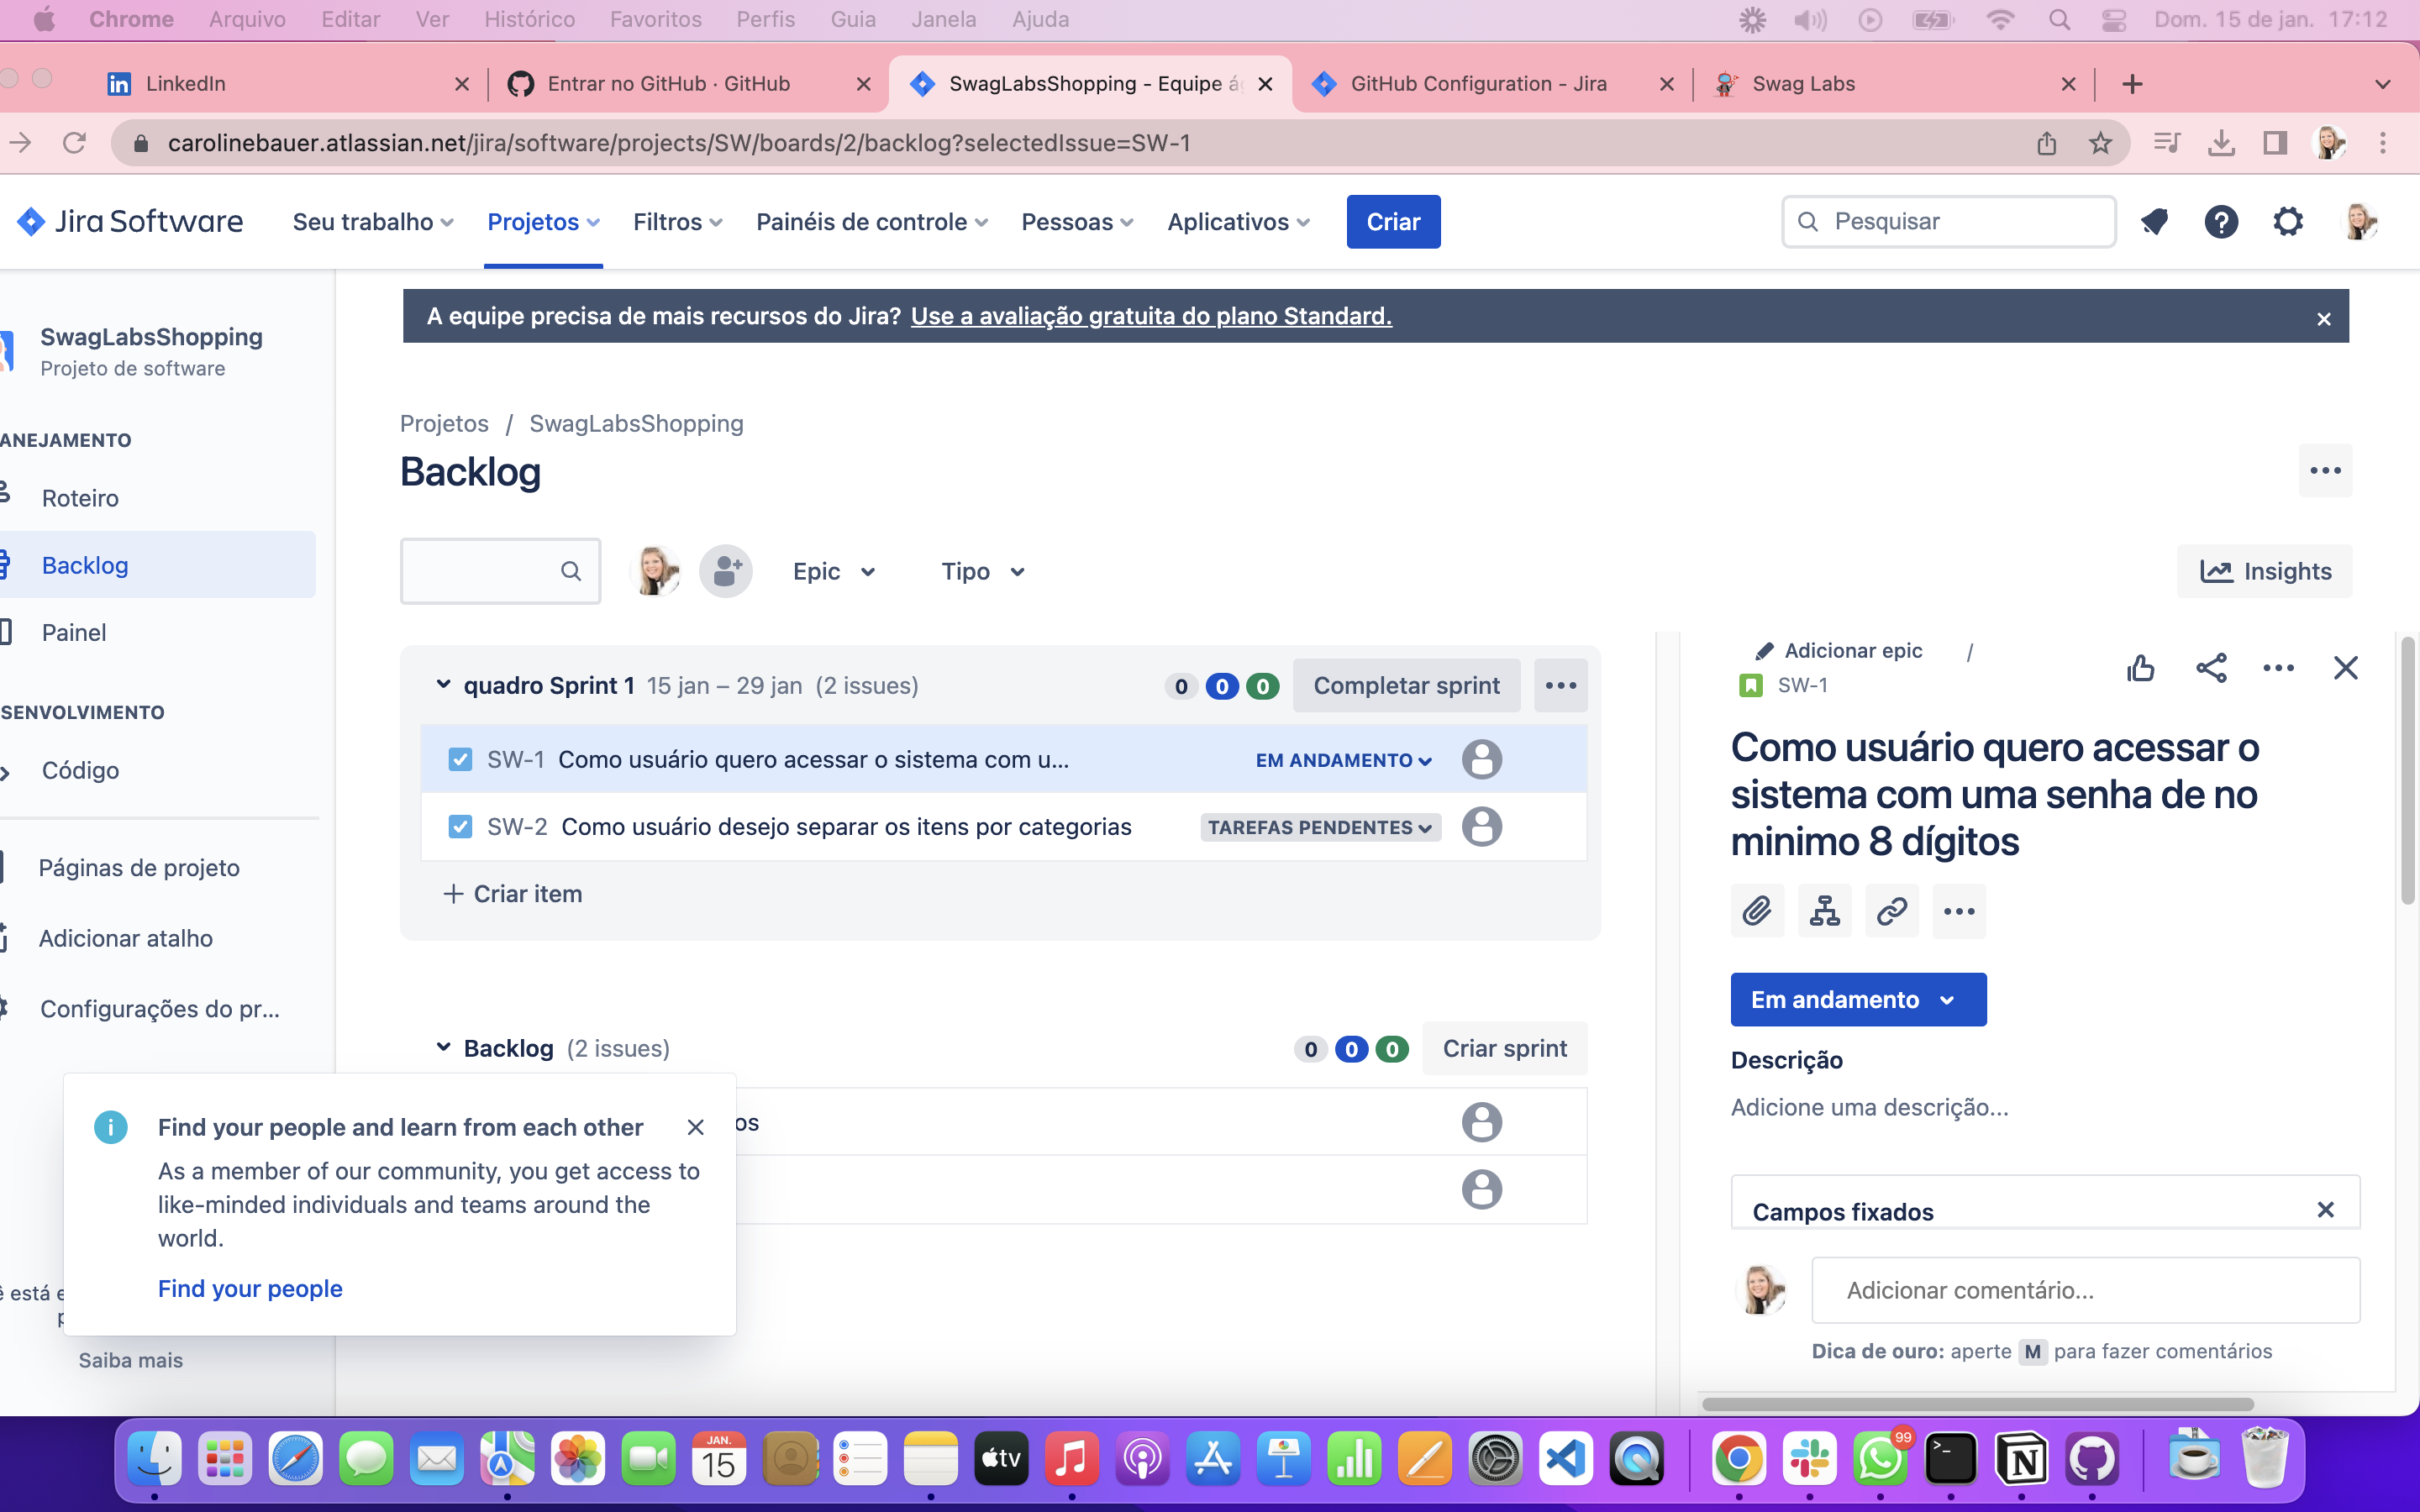 Chrome Arquivo Editar Ver Histórico Favoritos Perfis Guia Janela Ajuda Dom. 15 de jan. 17:12
LinkedIn Entrar no GitHub · GitHub SwagLabsShopping - Equipe ág GitHub Configuration - Jira Swag Labs
carolinebauer.atlassian.net/jira/software/projects/SW/boards/2/backlog?selectedIssue=SW-1
Jira Software Seu trabalho Projetos Filtros Painéis de controle Pessoas Aplicativos Criar Pesquisar
A equipe precisa de mais recursos do Jira? Use a avaliação gratuita do plano Standard.
SwagLabsShopping
Projeto de software
ANEJAMENTO
Roteiro
Backlog
Painel
SENVOLVIMENTO
Código
Páginas de projeto
Adicionar atalho
Configurações do pr...
ê está e
p
Saiba mais
Projetos / SwagLabsShopping
Backlog
Epic Tipo Insights
quadro Sprint 1 15 jan – 29 jan (2 issues) 0 0 0 Completar sprint
SW-1 Como usuário quero acessar o sistema com u... EM ANDAMENTO
SW-2 Como usuário desejo separar os itens por categorias TAREFAS PENDENTES
+ Criar item
Backlog (2 issues) 0 0 0 Criar sprint
os
Find your people and learn from each other
As a member of our community, you get access to
like-minded individuals and teams around the
world.
Find your people
Adicionar epic /
SW-1
Como usuário quero acessar o
sistema com uma senha de no
minimo 8 dígitos
Em andamento
Descrição
Adicione uma descrição...
Campos fixados
Adicionar comentário...
Dica de ouro: aperte M para fazer comentários
JAN.
15
tv
99